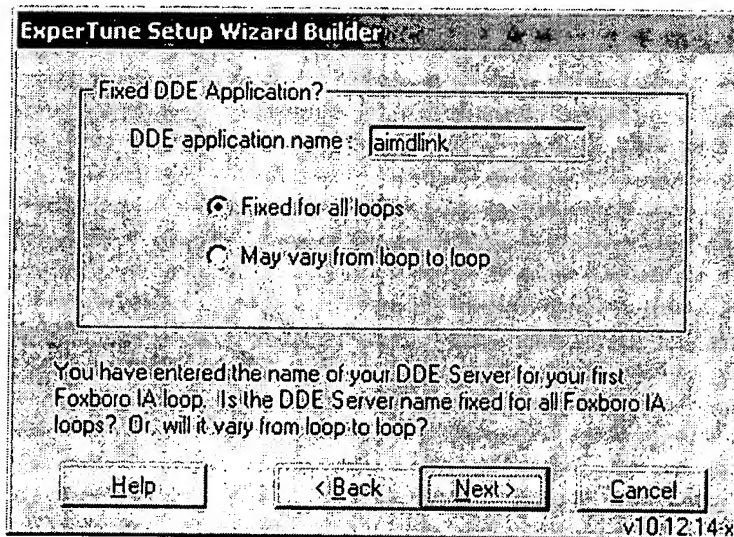 ExperTune Setup Wizard Builder
Fixed DDE Application?
DDE application name: aimdlink
Fixed for all loops
May vary from loop to loop
You have entered the name of your DDE Server for your first
Foxboro IA loop. Is the DDE Server name fixed for all Foxboro IA
loops? Or, will it vary from loop to loop?
Help < Back Next > Cancel
v10.12.14-x